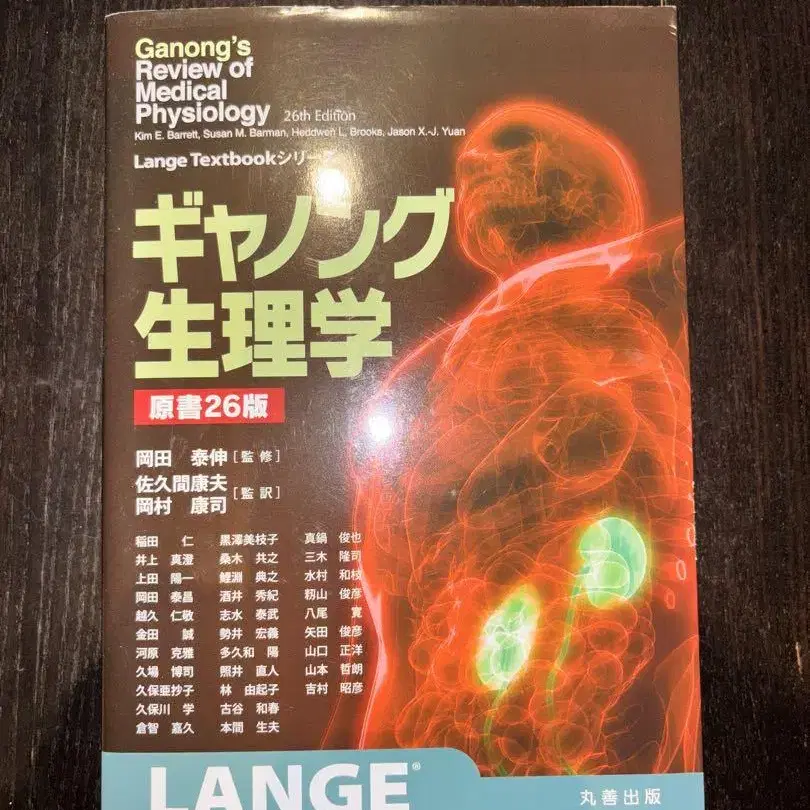 Ganong's
Review of
Medical
Physiology 26th Edition
Kim E. Barrett, Susan M. Barman, Heddwen L. Brooks, Jason X.-J. Yuan
Lange Textbookシリーズ
ギャノング
生理学
原書26版
岡田 泰伸[監修]
佐久間康夫
岡村 康司[監訳]
稲田 仁 黒澤美枝子 真鍋 俊也
井上 真澄 桑木 共之 三木 隆司
上田 陽一 鯉淵 典之 水村 和枝
岡田 泰昌 酒井 秀紀 籾山 俊彦
越久 仁敬 志水 泰武 八尾 寛
金田 誠 勢井 宏義 矢田 俊彦
河原 克雅 多久和 陽 山口 正洋
久場 博司 照井 直人 山本 哲朗
久保亜抄子 林 由起子 吉村 昭彦
久保川 学 古谷 和春
倉智 嘉久 本間 生夫
LANGE®
丸善出版